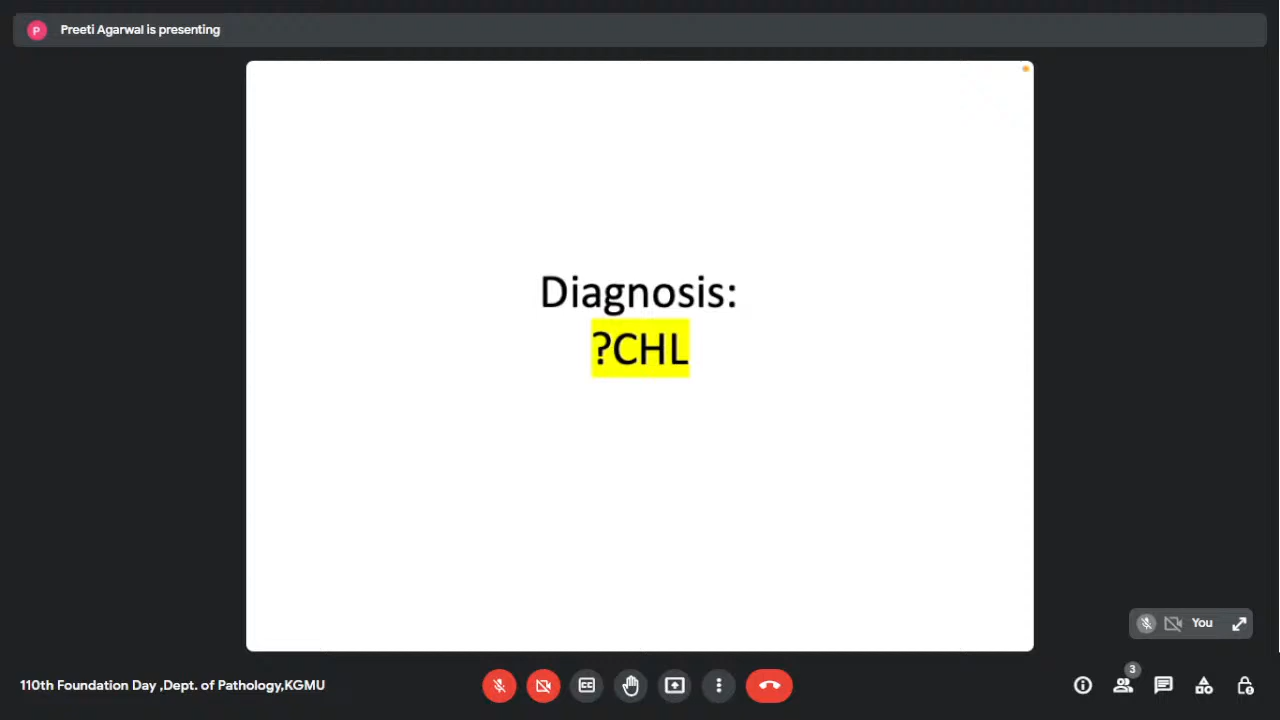 P
Preeti Agarwal is presenting
Diagnosis:
?CHL
You
3
110th Foundation Day ,Dept. of Pathology,KGMU